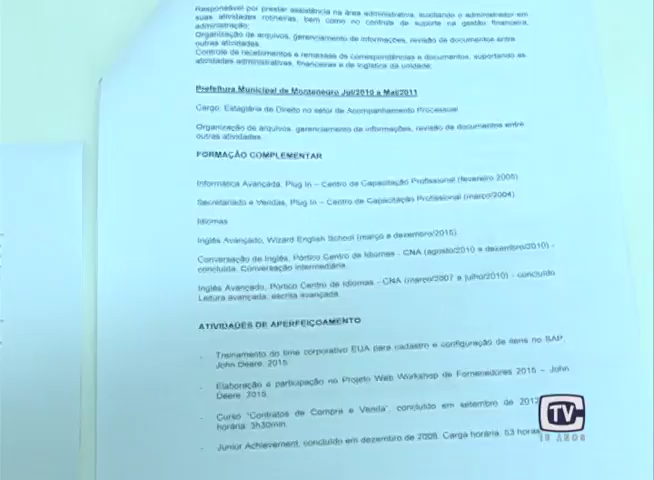 Responsável por prestar assistência na área administrativa, auxiliando o administrador em
suas atividades rotineiras, bem como no controle de suporte na gestão financeira,
administração;
Organização de arquivos, gerenciamento de informações, revisão de documentos entre
outras atividades.
Controle de recebimentos e remessas de correspondências e documentos, suportando as
atividades administrativas, financeiras e de logística da unidade;
Prefeitura Municipal de Montenegro Jul/2010 a Mai/2011
Cargo: Estagiária de Direito no setor de Acompanhamento Processual
Organização de arquivos, gerenciamento de informações, revisão de documentos entre
outras atividades.
FORMAÇÃO COMPLEMENTAR
Informática Avançada, Plug In – Centro de Capacitação Profissional (fevereiro 2005)
Secretariado e Vendas, Plug In – Centro de Capacitação Profissional (março/2004)
Idiomas
Inglês Avançado, Wizard English School (março a dezembro/2015)
Conversação de Inglês, Pórtico Centro de Idiomas - CNA (agosto/2010 a dezembro/2010) -
concluída. Conversação intermediária.
Inglês Avançado, Pórtico Centro de Idiomas - CNA (março/2007 a julho/2010) - concluído
Leitura avançada, escrita avançada.
ATIVIDADES DE APERFEIÇOAMENTO
- Treinamento do time corporativo EUA para cadastro e configuração de itens no SAP,
John Deere, 2015.
- Elaboração e participação no Projeto Web Workshop de Fornecedores 2015 – John
Deere, 2015.
- Curso "Contratos de Compra e Venda", concluído em setembro de 2012
horária: 3h30min.
- Junior Achievement, concluído em dezembro de 2008. Carga horária: 53 horas
TV C
ANOS